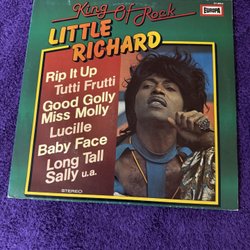 King Of Rock
EUROPA
LITTLE
RICHARD
Rip It Up
Tutti Frutti
Good Golly
Miss Molly
Lucille
Baby Face
Long Tall
Sally u.a.
STEREO